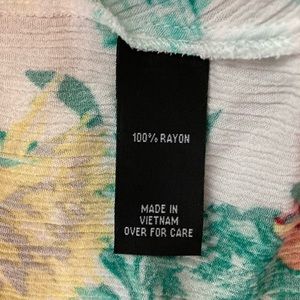 100% RAYON
MADE IN
VIETNAM
OVER FOR CARE